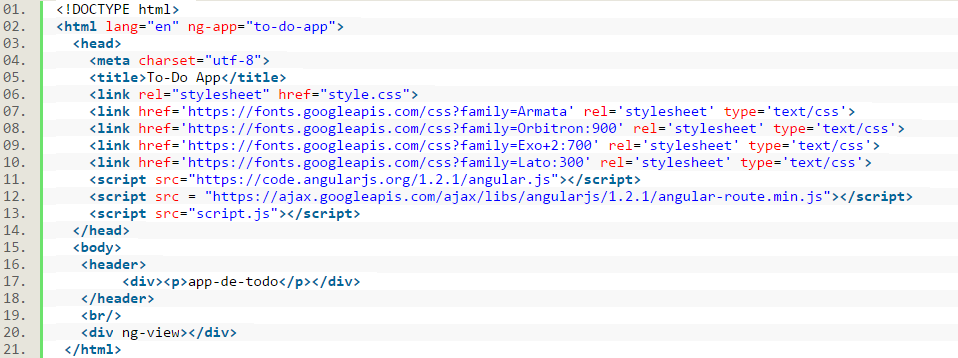 01. <!DOCTYPE html>
02. <html lang="en" ng-app="to-do-app">
03. <head>
04. <meta charset="utf-8">
05. <title>To-Do App</title>
06. <link rel="stylesheet" href="style.css">
07. <link href='https://fonts.googleapis.com/css?family=Armata' rel='stylesheet' type='text/css'>
08. <link href='https://fonts.googleapis.com/css?family=Orbitron:900' rel='stylesheet' type='text/css'>
09. <link href='https://fonts.googleapis.com/css?family=Exo+2:700' rel='stylesheet' type='text/css'>
10. <link href='https://fonts.googleapis.com/css?family=Lato:300' rel='stylesheet' type='text/css'>
11. <script src="https://code.angularjs.org/1.2.1/angular.js"></script>
12. <script src = "https://ajax.googleapis.com/ajax/libs/angularjs/1.2.1/angular-route.min.js"></script>
13. <script src="script.js"></script>
14. </head>
15. <body>
16. <header>
17. <div><p>app-de-todo</p></div>
18. </header>
19. <br/>
20. <div ng-view></div>
21. </html>